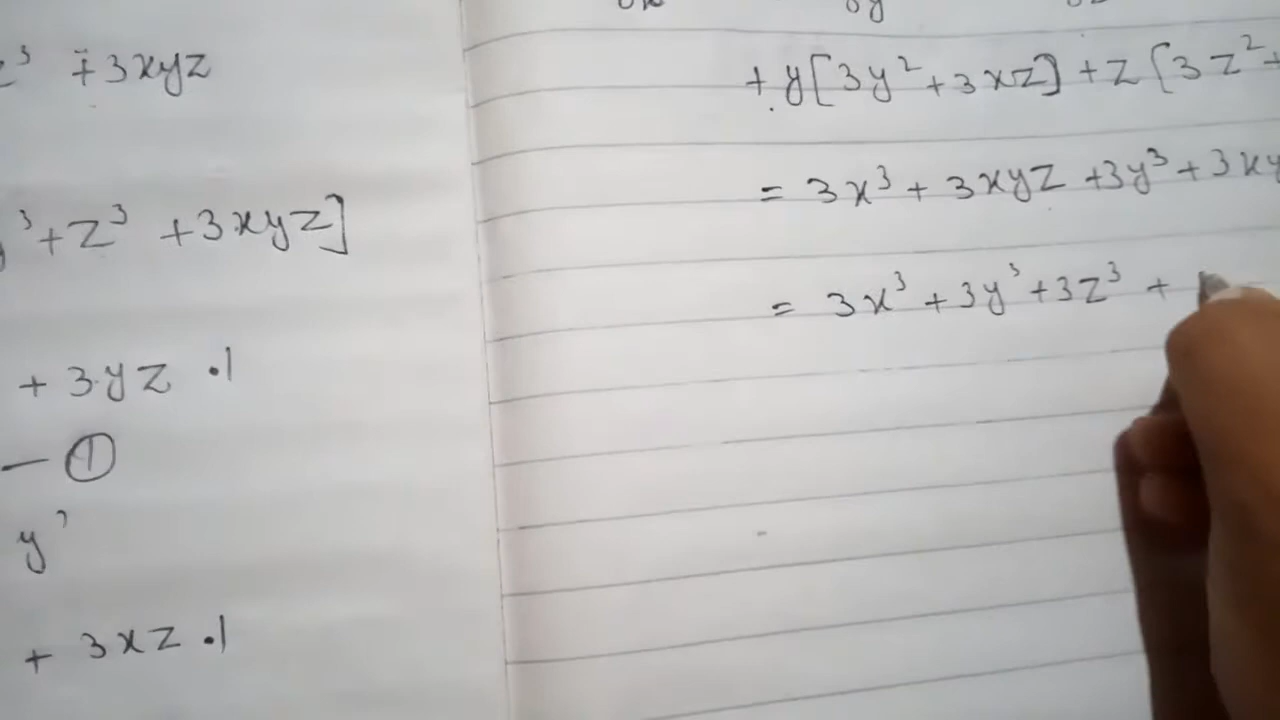 z³ + 3xyz
³ + z³ + 3xyz]
+ 3yz .1
— ①
y
+ 3xz .1
+ y[3y² + 3xz] + z[3z² +
= 3x³ + 3xyz + 3y³ + 3xy
= 3x³ + 3y³ + 3z³ +